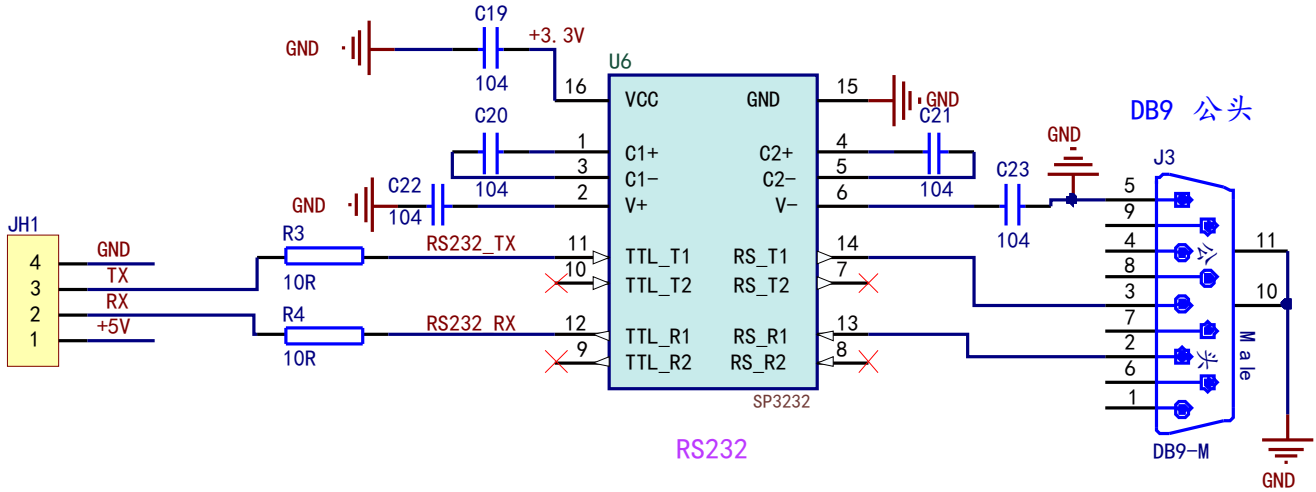 C19
+3.3V
GND
104
U6
16
VCC
GND
15
GND
C20
C21
1
C1+
C2+
4
3
C1-
C2-
5
104
104
C22
2
V+
V-
6
C23
GND
104
104
DB9 公头
GND
J3
JH1
4
GND
3
TX
2
RX
1
+5V
R3
10R
RS232_TX
11
TTL_T1
RS_T1
14
10
TTL_T2
RS_T2
7
R4
10R
RS232_RX
12
TTL_R1
RS_R1
13
9
TTL_R2
RS_R2
8
SP3232
RS232
5
9
4
公
8
3
7
2
头
6
1
Male
11
10
DB9-M
GND